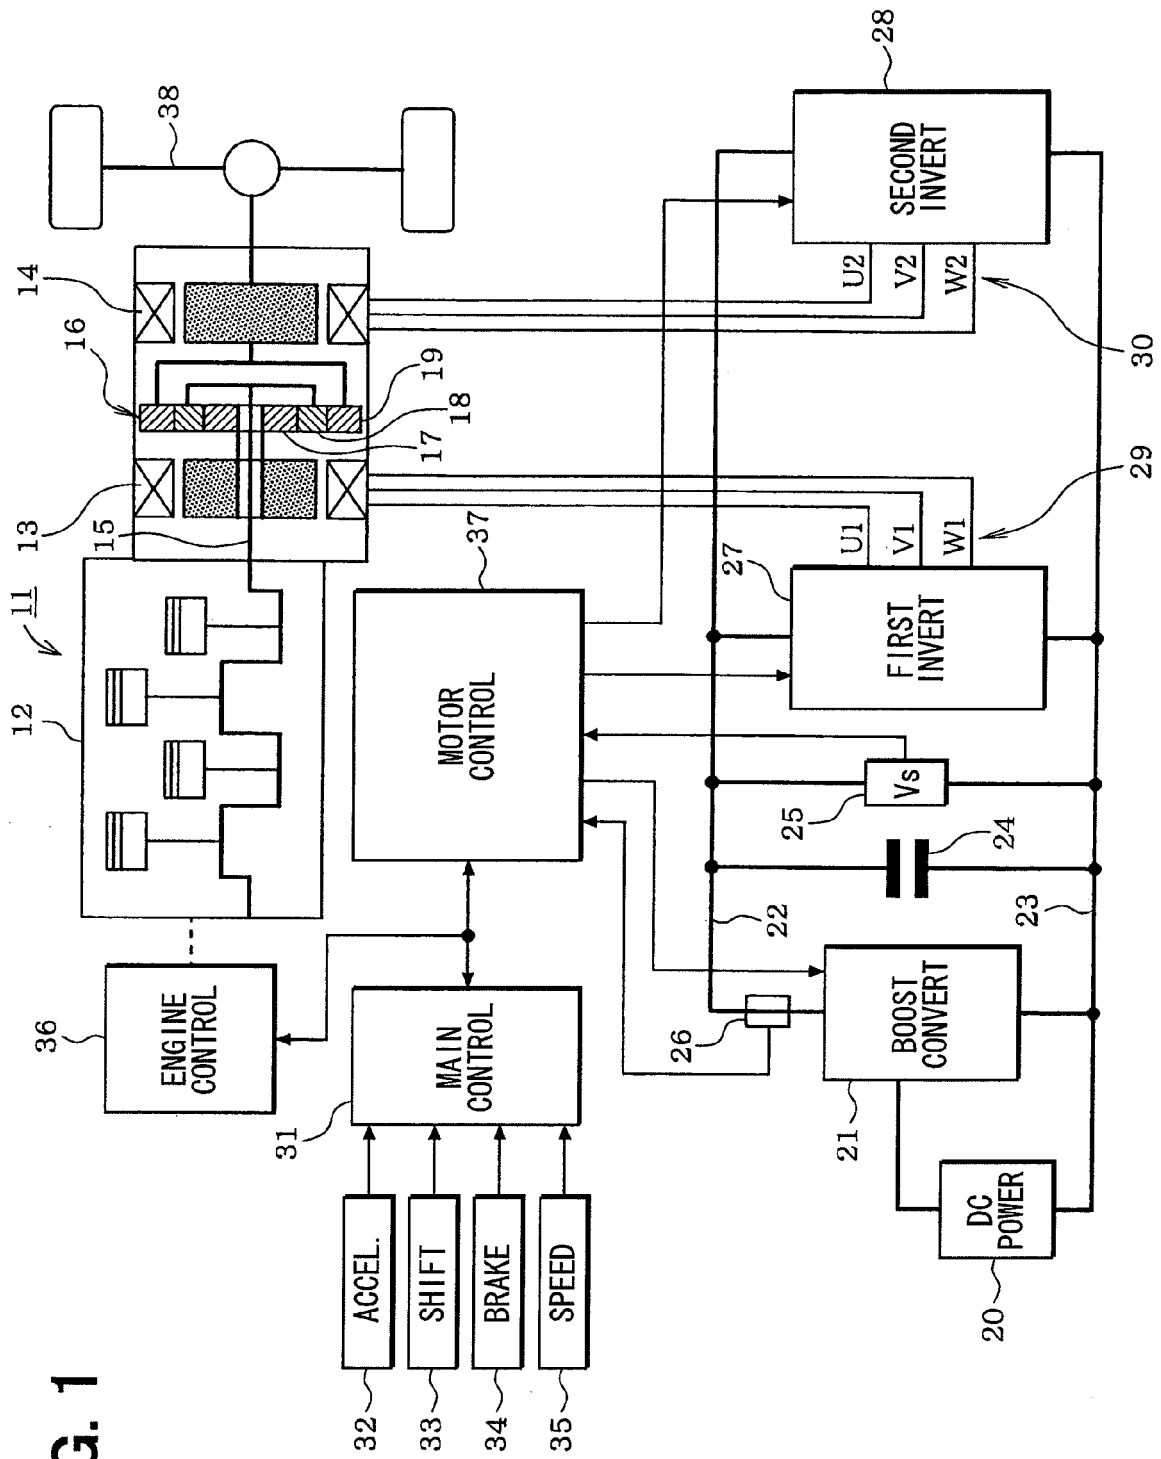 G. 1
11
12
13
14
15
16
17
18
19
38
36
ENGINE
CONTROL
31
MAIN
CONTROL
37
MOTOR
CONTROL
32
ACCEL.
33
SHIFT
34
BRAKE
35
SPEED
20
DC
POWER
21
BOOST
CONVERT
26
22
23
24
25
Vs
27
FIRST
INVERT
U1
V1
W1
29
28
SECOND
INVERT
U2
V2
W2
30